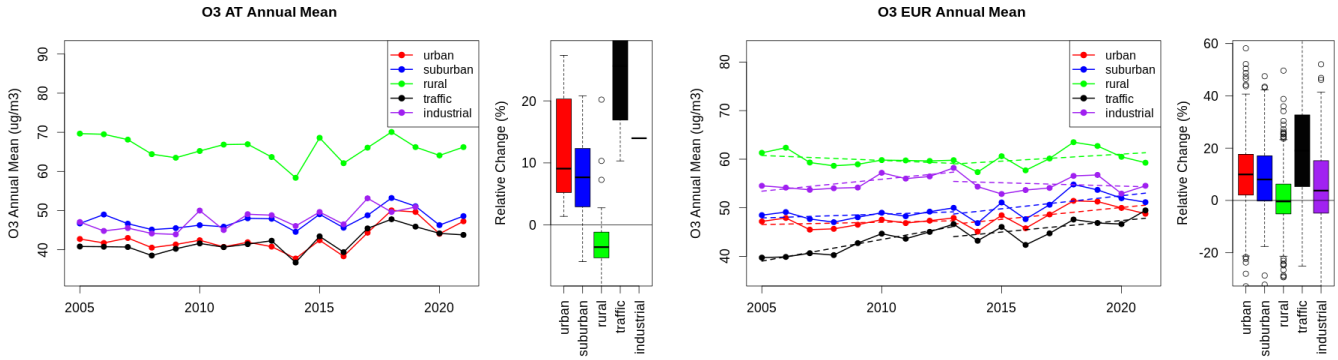 O3 AT Annual Mean
O3 AT Annual Mean (ug/m3)
90
80
70
60
50
40
2005
2010
2015
2020
urban
suburban
rural
traffic
industrial
Relative Change (%)
20
10
0
urban
suburban
rural
traffic
industrial
O3 EUR Annual Mean
O3 Annual Mean (ug/m3)
80
70
60
50
40
2005
2010
2015
2020
urban
suburban
rural
traffic
industrial
Relative Change (%)
60
40
20
0
-20
urban
suburban
rural
traffic
industrial